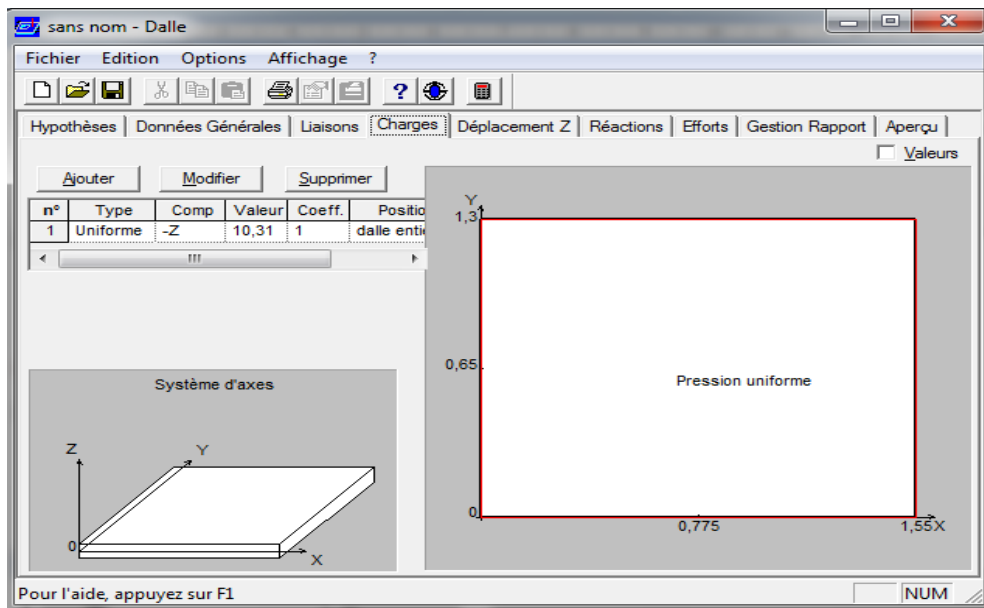 sans nom - Dalle
Fichier Edition Options Affichage ?
Hypothèses Données Générales Liaisons Charges Déplacement Z Réactions Efforts Gestion Rapport Aperçu
Valeurs
Ajouter Modifier Supprimer
n° Type Comp Valeur Coeff. Positio
1 Uniforme -Z 10,31 1 dalle enti
Y
1,3
0,65
Pression uniforme
0
0,775
1,55X
Système d'axes
Z
Y
0
X
Pour l'aide, appuyez sur F1
NUM